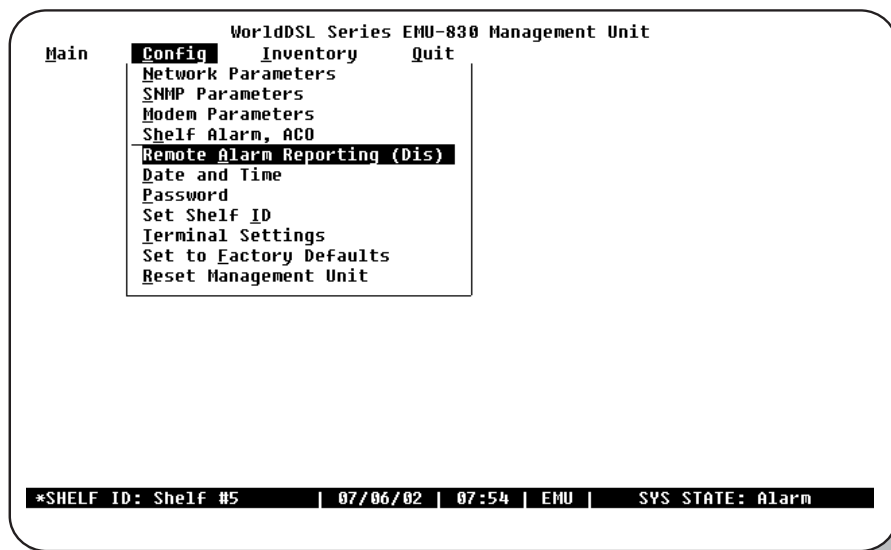 WorldDSL Series EMU-830 Management Unit
Main Config Inventory Quit
Network Parameters
SNMP Parameters
Modem Parameters
Shelf Alarm, ACO
Remote Alarm Reporting (Dis)
Date and Time
Password
Set Shelf ID
Terminal Settings
Set to Factory Defaults
Reset Management Unit
*SHELF ID: Shelf #5 | 07/06/02 | 07:54 | EMU | SYS STATE: Alarm